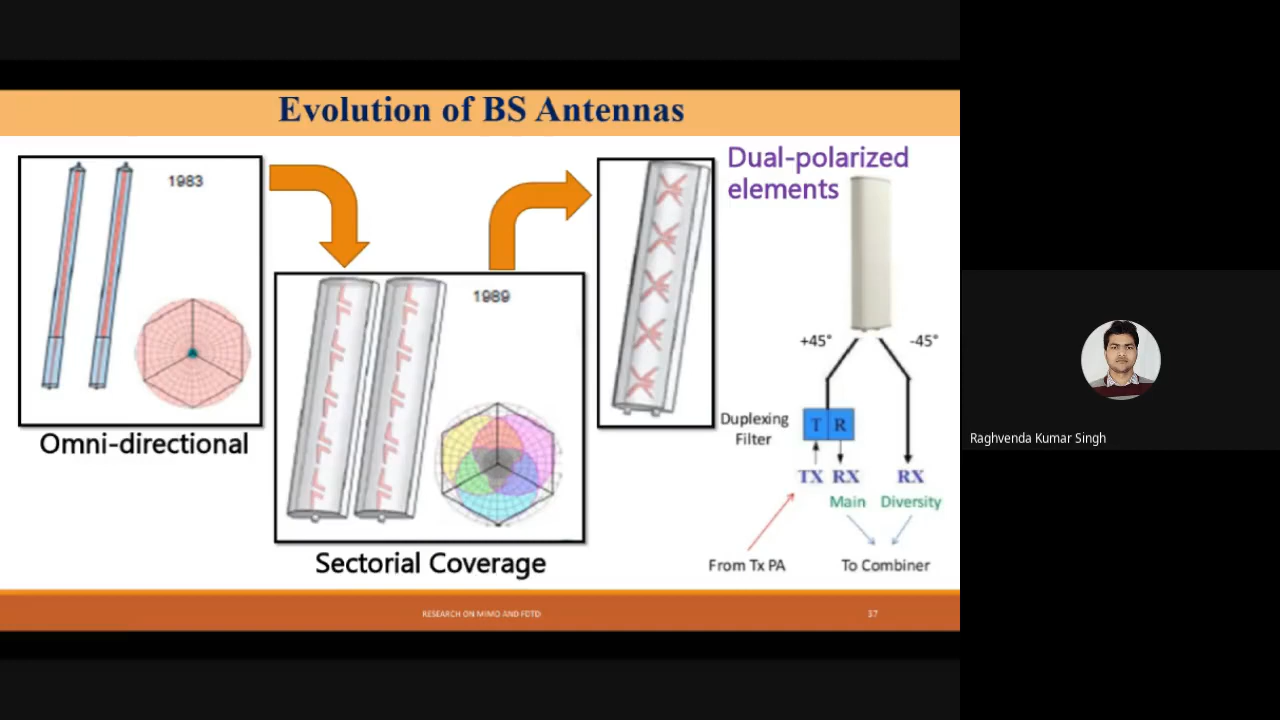 Evolution of BS Antennas
1983
Omni-directional
1989
Sectorial Coverage
Dual-polarized
elements
+45°
-45°
Duplexing
Filter
T R
TX RX
RX
Main
Diversity
From Tx PA
To Combiner
RESEARCH ON MIMO AND FDTD
37
Raghvenda Kumar Singh